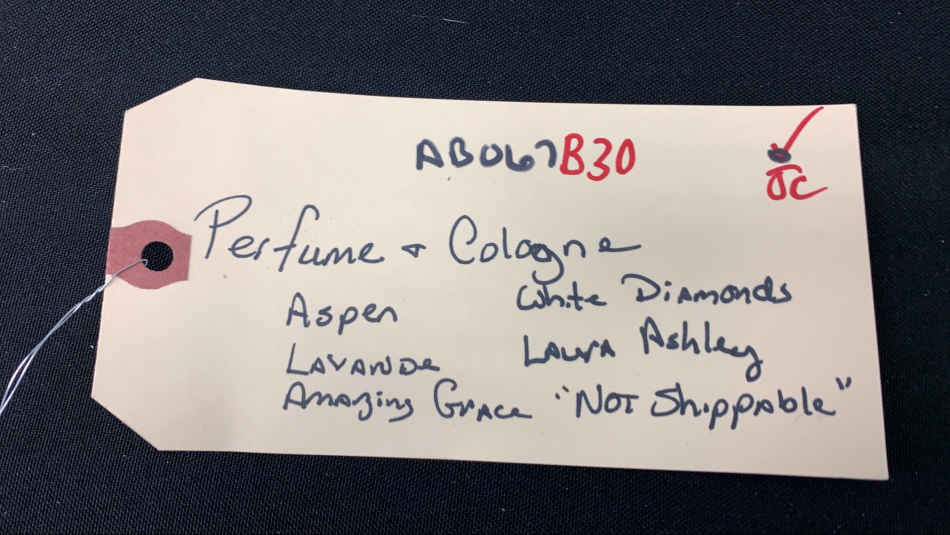 AB067B30
JC
Perfume & Cologne
Aspen White Diamonds
LAVANDE LAURA Ashley
Amazing Grace "NOT Shippable"